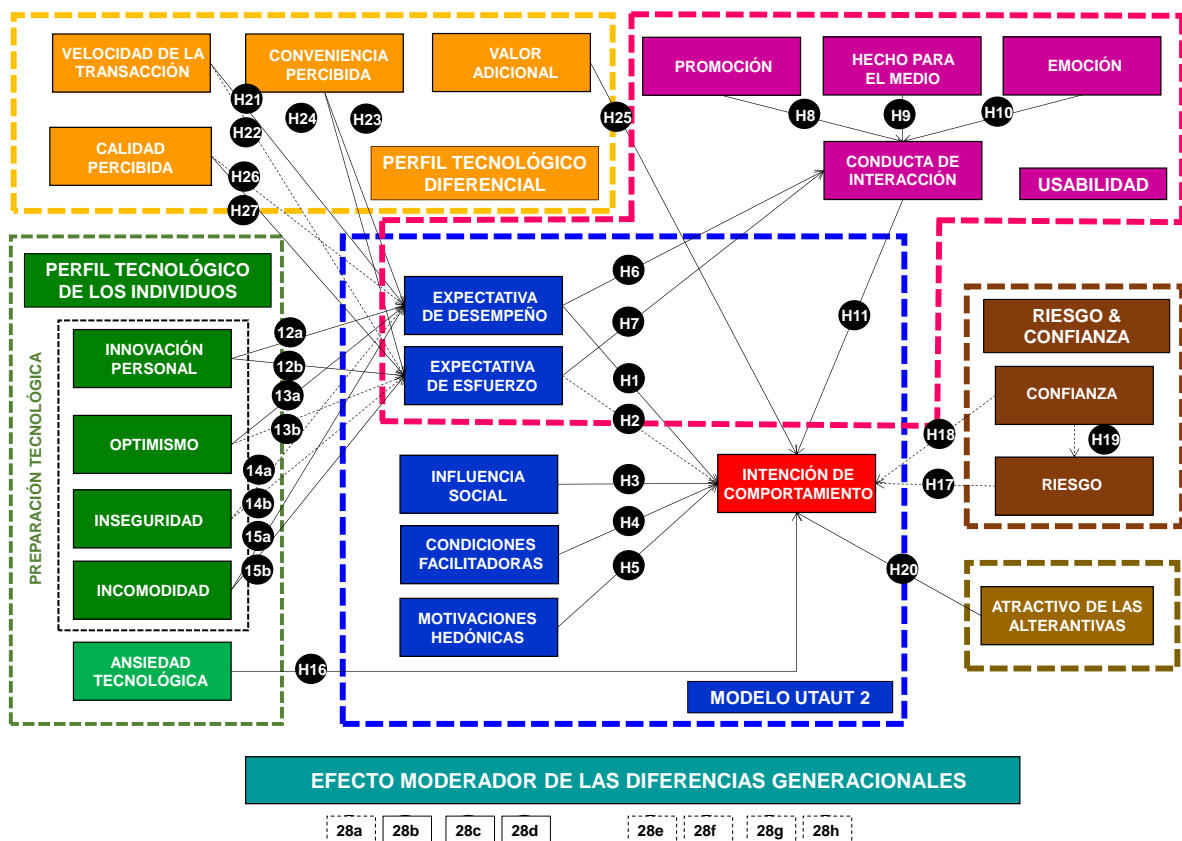 VELOCIDAD DE LA
TRANSACCIÓN
CONVENIENCIA
PERCIBIDA
VALOR
ADICIONAL
CALIDAD
PERCIBIDA
PERFIL TECNOLÓGICO
DIFERENCIAL
H21
H22
H24
H23
H26
H27
H25
PROMOCIÓN
HECHO PARA
EL MEDIO
EMOCIÓN
H8
H9
H10
CONDUCTA DE
INTERACCIÓN
USABILIDAD
PERFIL TECNOLÓGICO
DE LOS INDIVIDUOS
PREPARACIÓN TECNOLÓGICA
INNOVACIÓN
PERSONAL
OPTIMISMO
INSEGURIDAD
INCOMODIDAD
ANSIEDAD
TECNOLÓGICA
12a
12b
13a
13b
14a
14b
15a
15b
H16
EXPECTATIVA
DE DESEMPEÑO
EXPECTATIVA
DE ESFUERZO
H6
H7
H11
H1
H2
INFLUENCIA
SOCIAL
CONDICIONES
FACILITADORAS
MOTIVACIONES
HEDÓNICAS
H3
H4
H5
INTENCIÓN DE
COMPORTAMIENTO
MODELO UTAUT 2
RIESGO &
CONFIANZA
CONFIANZA
RIESGO
H18
H19
H17
H20
ATRACTIVO DE LAS
ALTERANTIVAS
EFECTO MODERADOR DE LAS DIFERENCIAS GENERACIONALES
28a 28b 28c 28d 28e 28f 28g 28h